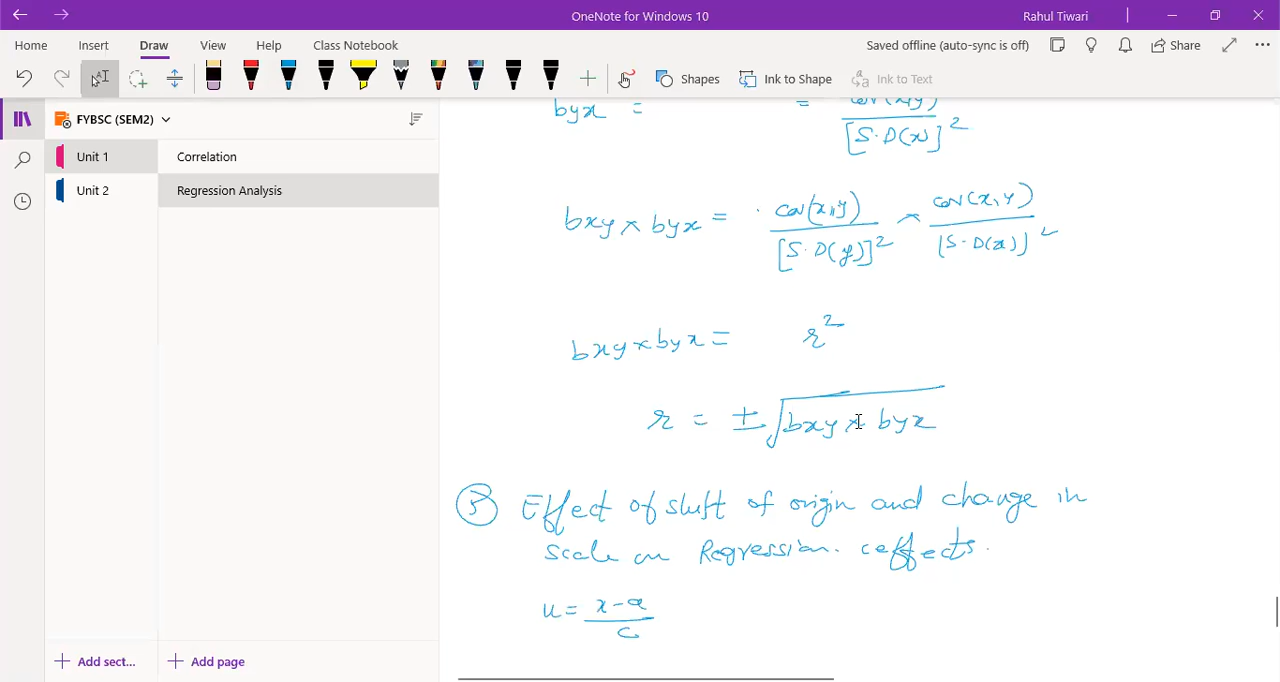 OneNote for Windows 10
Rahul Tiwari
Home Insert Draw View Help Class Notebook
Saved offline (auto-sync is off)
Share
Shapes Ink to Shape Ink to Text
FYBSC (SEM2)
Unit 1
Unit 2
Correlation
Regression Analysis
Add sect...
Add page
byx = = cov(x,y) / [S.D(x)]²
bxy × byx = cov(x,y) / [S.D(y)]² × cov(x,y) / [S.D(x)]²
bxy × byx = r²
r = ± √bxy × byx
⑤ Effect of shift of origin and change in
scale on Regression. ceffects.
u = x-a / c